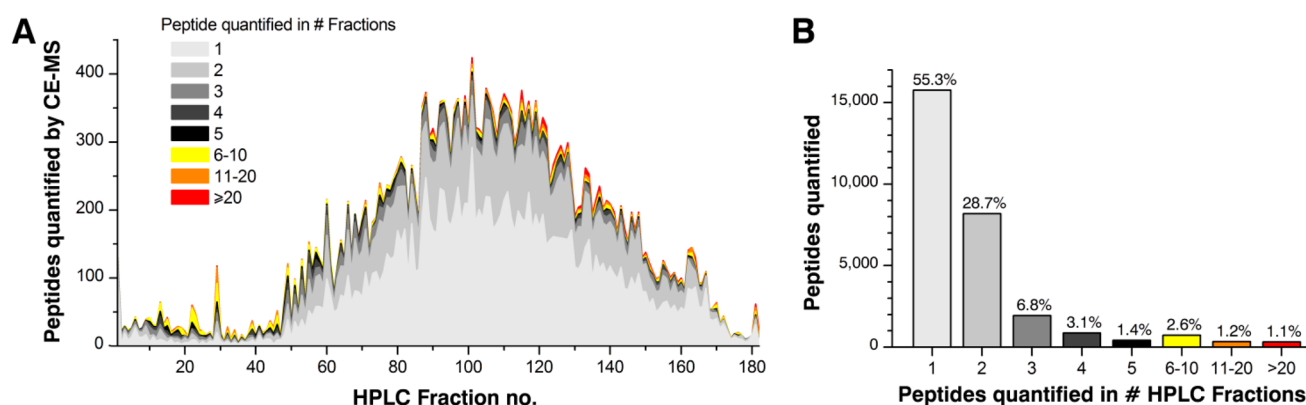 A
Peptide quantified in # Fractions
1
2
3
4
5
6-10
11-20
⩾20
Peptides quantified by CE-MS
400
300
200
100
0
20 40 60 80 100 120 140 160 180
HPLC Fraction no.
B
Peptides quantified
15,000
10,000
5,000
0
55.3%
28.7%
6.8%
3.1%
1.4%
2.6%
1.2%
1.1%
1 2 3 4 5 6-10 11-20 >20
Peptides quantified in # HPLC Fractions